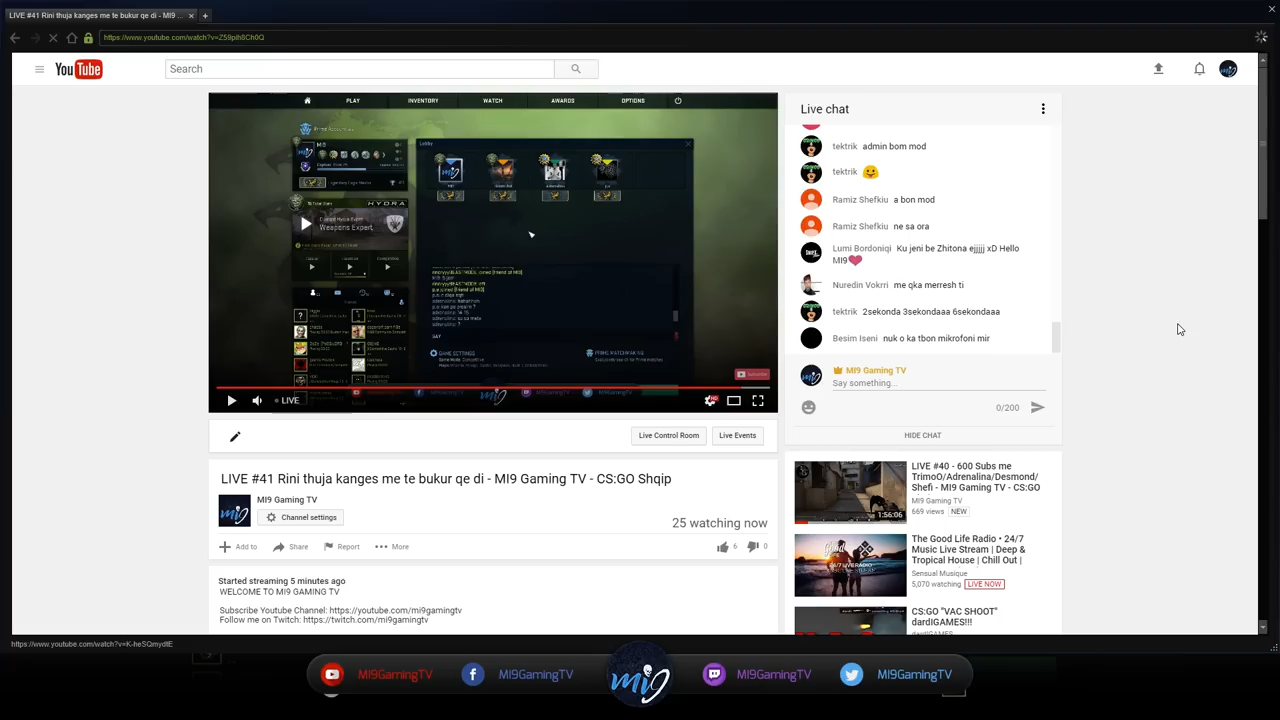 LIVE #41 Rini thuja kanges me te bukur qe di - MI9 ...
https://www.youtube.com/watch?v=Z59pih8Ch0Q
YouTube
Search
PLAY
INVENTORY
WATCH
AWARDS
OPTIONS
HYDRA
Weapons Expert
GAME SETTINGS
LIVE
Live Control Room
Live Events
LIVE #41 Rini thuja kanges me te bukur qe di - MI9 Gaming TV - CS:GO Shqip
MI9 Gaming TV
Channel settings
25 watching now
Add to
Share
Report
More
6
0
Started streaming 5 minutes ago
WELCOME TO MI9 GAMING TV
Subscribe Youtube Channel: https://youtube.com/mi9gamingtv
Follow me on Twitch: https://twitch.com/mi9gamingtv
Live chat
tektrik admin bom mod
tektrik
Ramiz Shefkiu a bon mod
Ramiz Shefkiu ne sa ora
Lumi Bordoniqi Ku jeni be Zhitona ejjjjj xD Hello
MI9
Nuredin Vokrri me qka merresh ti
tektrik 2sekonda 3sekondaaa 6sekondaaa
Besim Iseni nuk o ka tbon mikrofoni mir
MI9 Gaming TV
Say something...
0/200
HIDE CHAT
LIVE #40 - 600 Subs me
TrimoO/Adrenalina/Desmond/
Shefi - MI9 Gaming TV - CS:GO
MI9 Gaming TV
669 views NEW
1:56:06
The Good Life Radio • 24/7
Music Live Stream | Deep &
Tropical House | Chill Out |
Sensual Musique
5,070 watching LIVE NOW
CS:GO "VAC SHOOT"
dardIGAMES!!!
https://www.youtube.com/watch?v=K-heSQmydtE
MI9GamingTV
MI9GamingTV
mi9
MI9GamingTV
MI9GamingTV